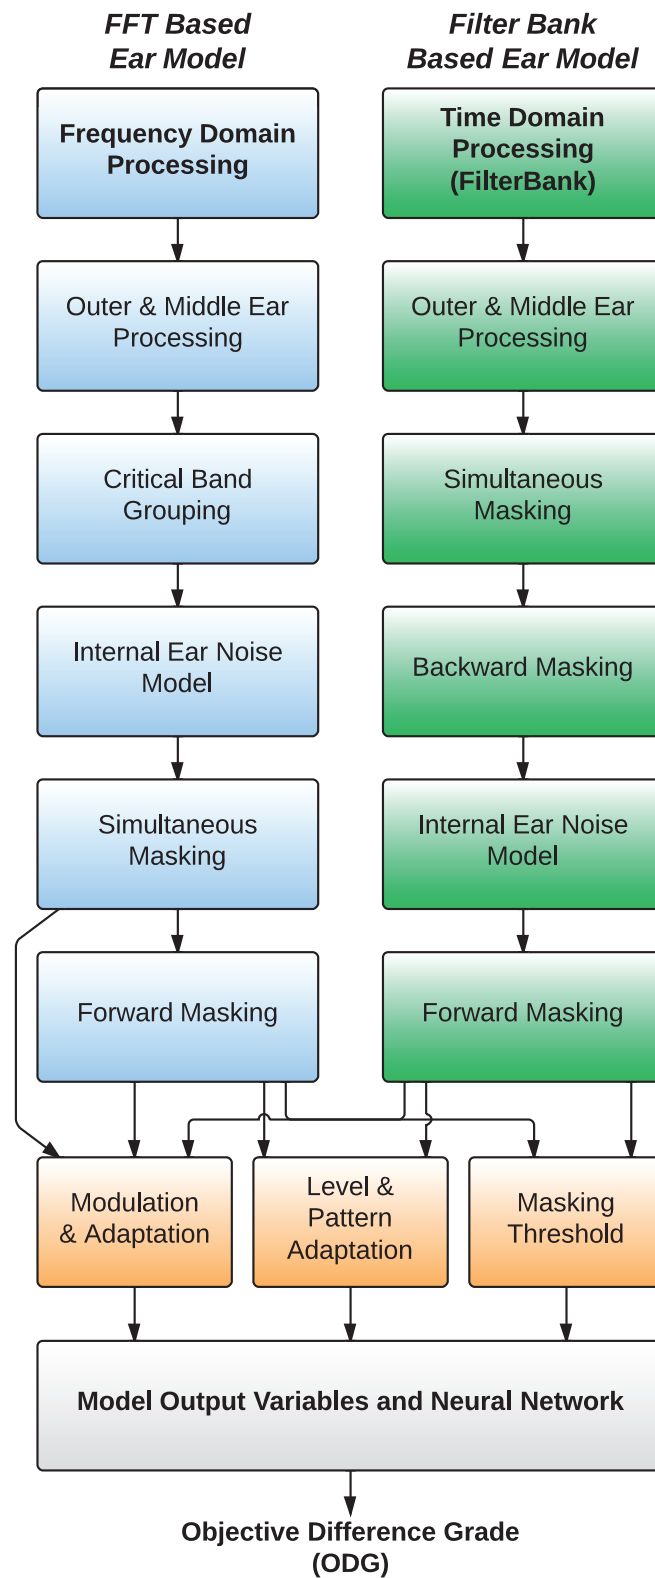 FFT Based
Ear Model
Filter Bank
Based Ear Model
Frequency Domain
Processing
Time Domain
Processing
(FilterBank)
Outer & Middle Ear
Processing
Outer & Middle Ear
Processing
Critical Band
Grouping
Simultaneous
Masking
Internal Ear Noise
Model
Backward Masking
Simultaneous
Masking
Internal Ear Noise
Model
Forward Masking
Forward Masking
Modulation
& Adaptation
Level &
Pattern
Adaptation
Masking
Threshold
Model Output Variables and Neural Network
Objective Difference Grade
(ODG)